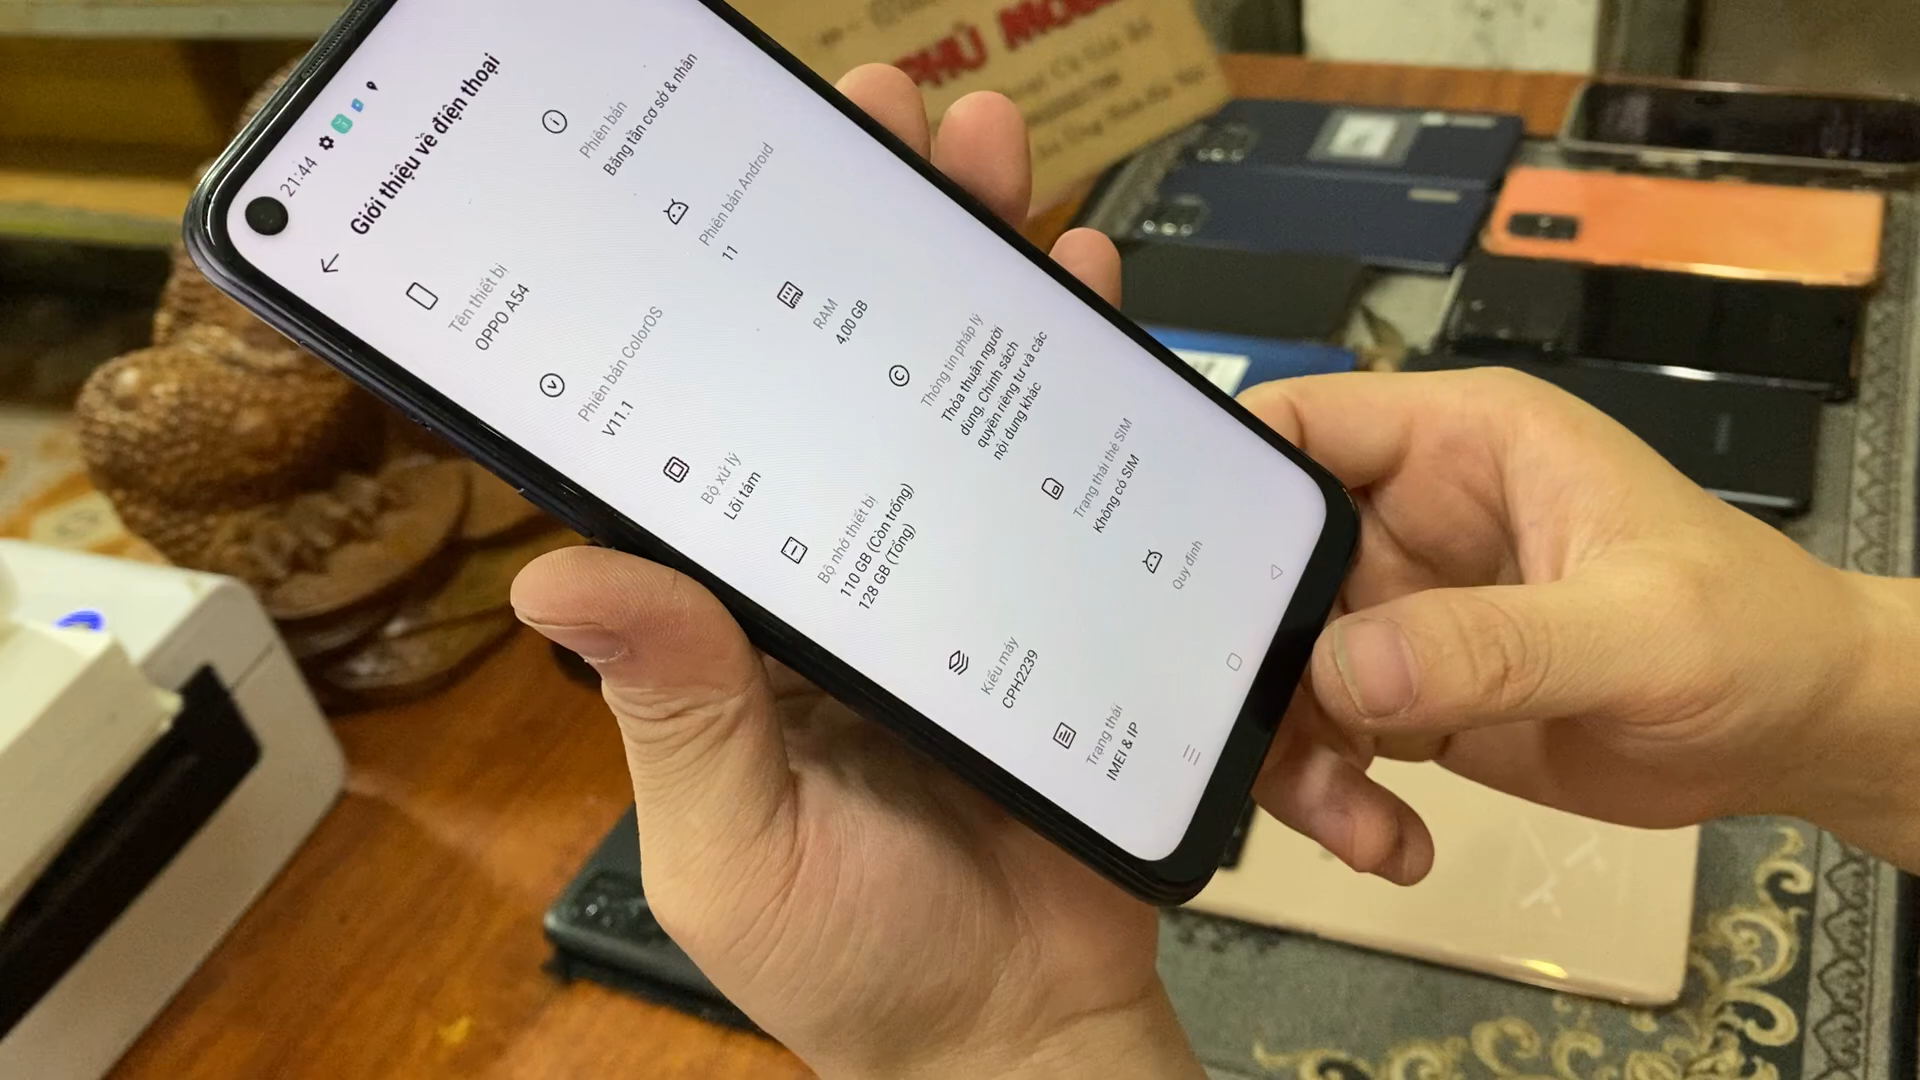 21:44
Giới thiệu về điện thoại
Tên thiết bị
OPPO A54
Phiên bản
Băng tần cơ sở & nhân
Phiên bản ColorOS
V11.1
Phiên bản Android
11
Bộ xử lý
Lõi tám
RAM
4,00 GB
Bộ nhớ thiết bị
110 GB (Còn trống)
128 GB (Tổng)
Thông tin pháp lý
Thỏa thuận người
dùng, Chính sách
quyền riêng tư và các
nội dung khác
Kiểu máy
CPH2239
Trạng thái thẻ SIM
Không có SIM
Trạng thái
IMEI & IP
Quy định
PHÚ